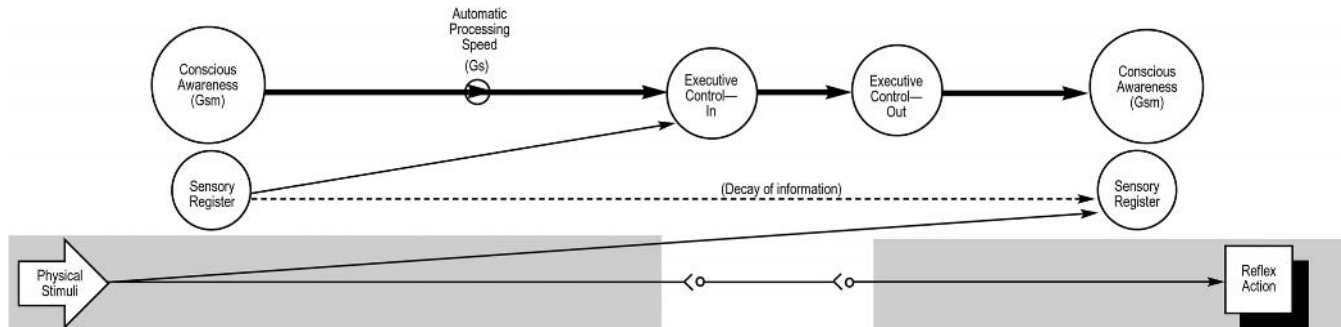 Automatic
Processing
Speed
(Gs)
Conscious
Awareness
(Gsm)
Executive
Control—
In
Executive
Control—
Out
Conscious
Awareness
(Gsm)
Sensory
Register
(Decay of information)
Sensory
Register
Physical
Stimuli
Reflex
Action